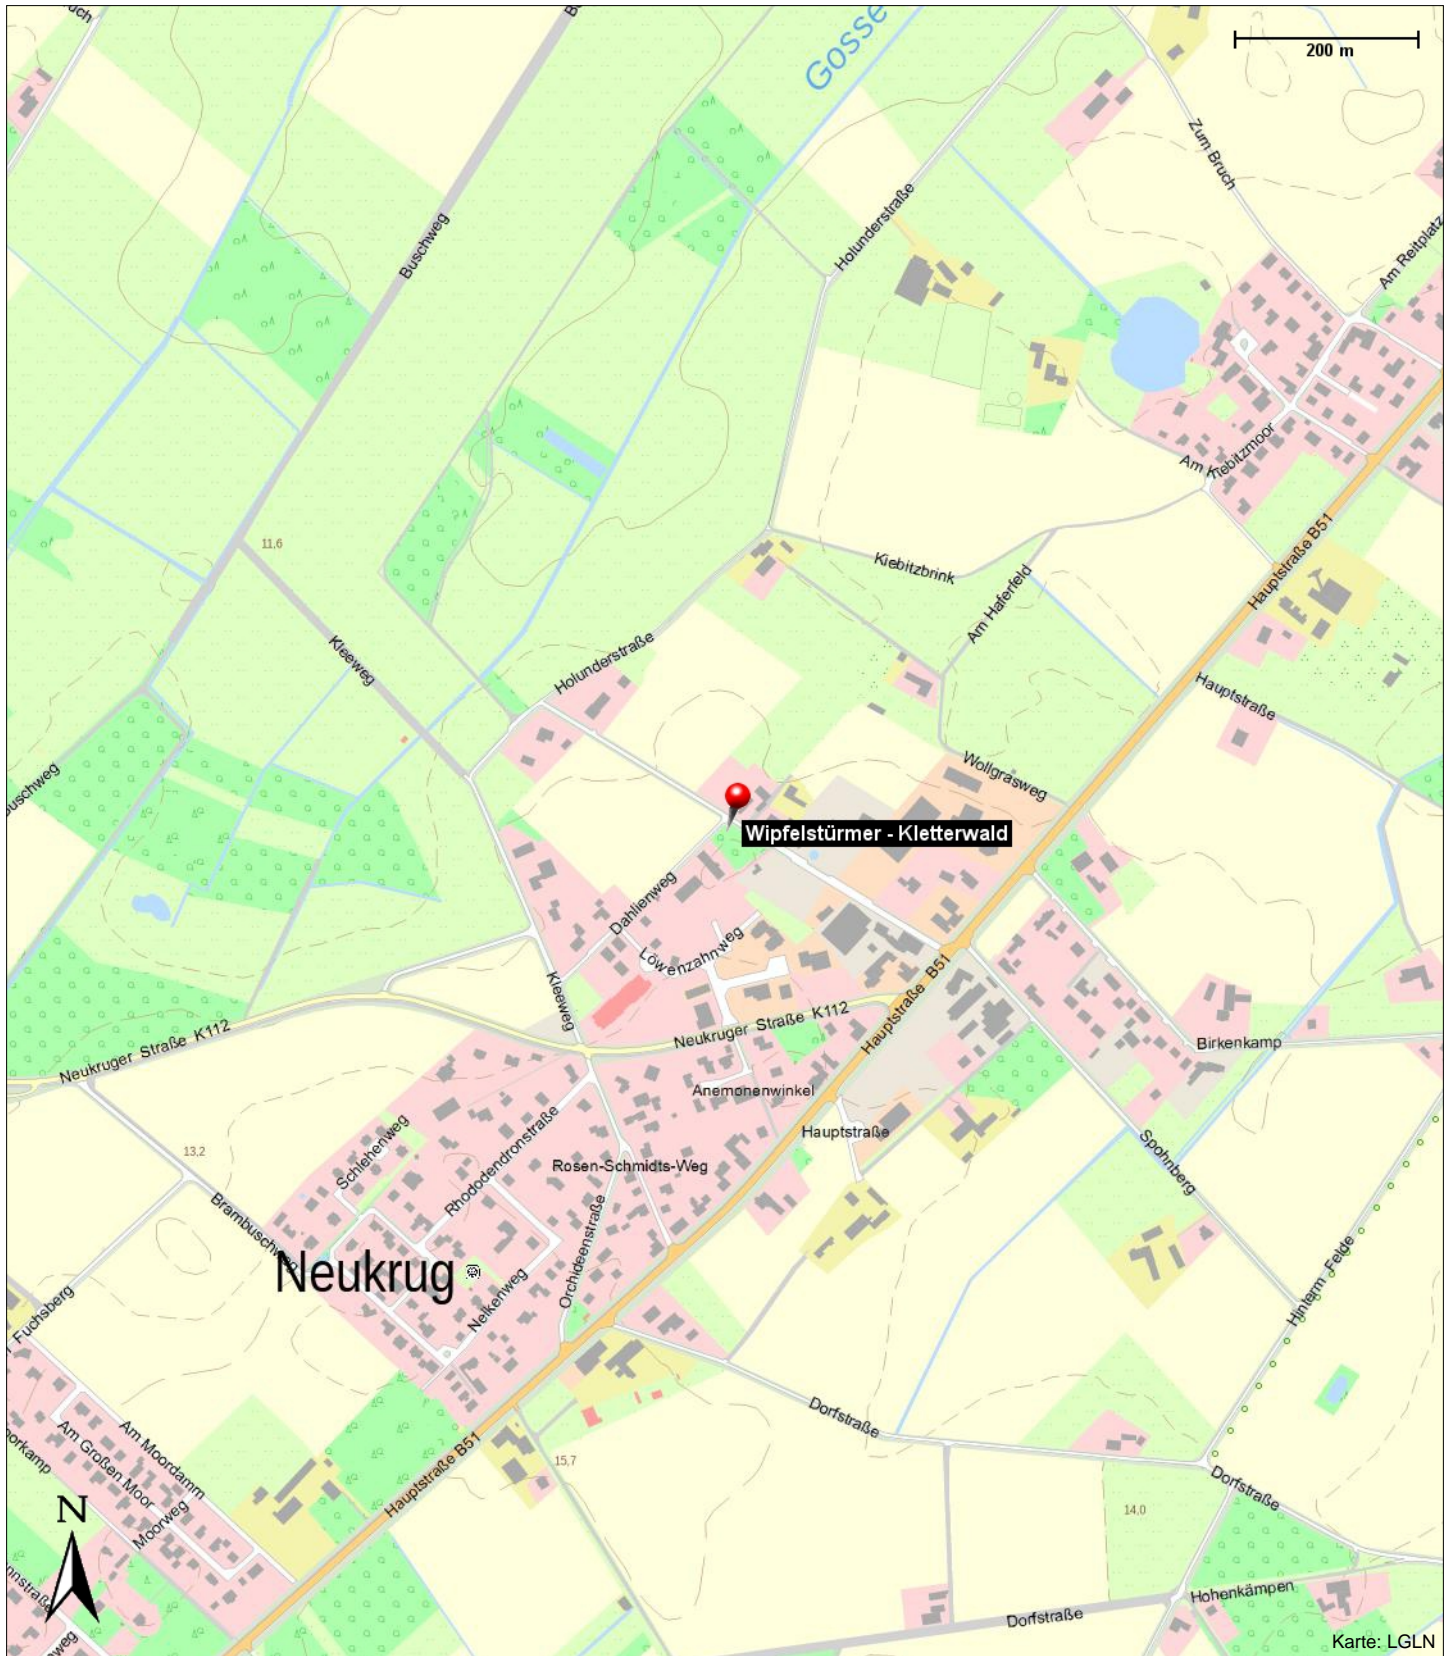 Gosse
200 m
Zum Bruch
Buschweg
Holunderstraße
Am Reitplatz
11,6
Kiebitzbrink
Am Haferfeld
Hauptstraße B51
Kleeweg
Holunderstraße
Hauptstraße
Wollgrasweg
Buschweg
Wipfelstürmer - Kletterwald
Dahlienweg
Löwenzahnweg
Kleeweg
Hauptstraße B51
Neukruger Straße K112
Neukruger Straße K112
Birkenkamp
Anemonenwinkel
Hauptstraße
Schlehenweg
Rhododendronstraße
13,2
Rosen-Schmidts-Weg
Spohnberg
Brambuschweg
Orchideenstraße
Neukrug
Nelkenweg
Hinterm Felde
Fuchsberg
Dorfstraße
Am Moordamm
Am Großen Moor
Moorweg
Hauptstraße B51
15,7
Dorfstraße
14,0
N
Hohenkämpen
Dorfstraße
Karte: LGLN